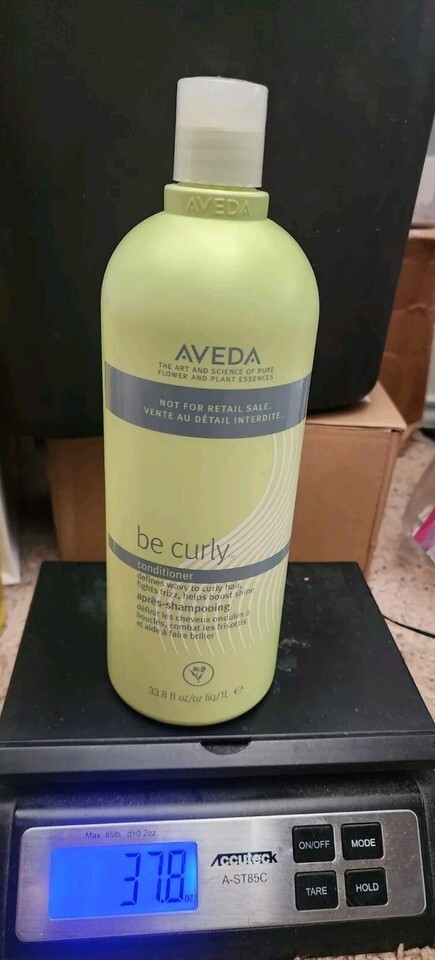 AVEDA
AVEDA
THE ART AND SCIENCE OF PURE
FLOWER AND PLANT ESSENCES
NOT FOR RETAIL SALE.
VENTE AU DÉTAIL INTERDITE.
be curly™
conditioner
defines wavy to curly hair,
fights frizz, helps boost shine
après-shampooing
définit les cheveux ondulés à
bouclés, combat les frisottis
et aide à faire briller
33.8 fl oz/oz liq/1L ℮
Max. 85lb d=0.2oz
37.8 oz
ACCUTECK
A-ST85C
ON/OFF
MODE
TARE
HOLD